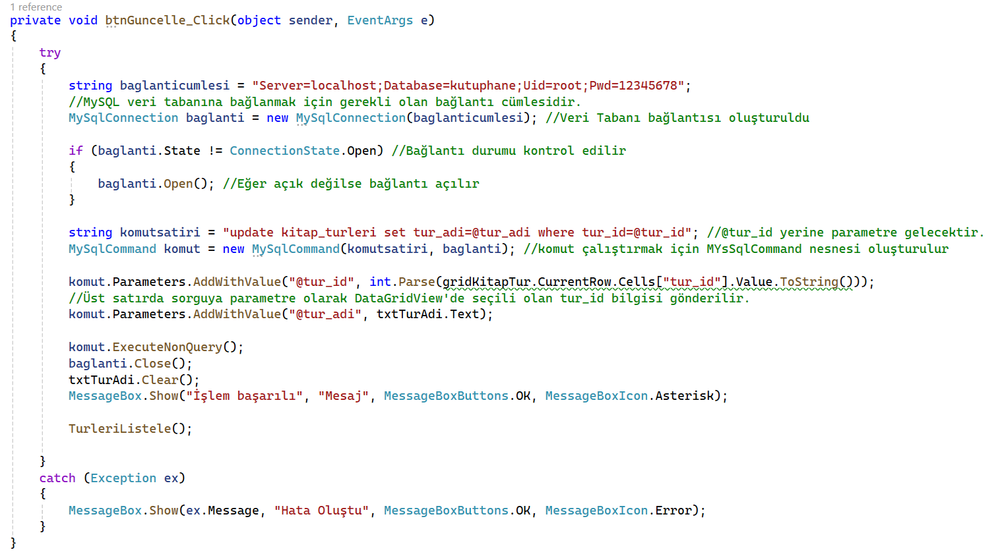 1 reference
private void btnGuncelle_Click(object sender, EventArgs e)
{
try
{
string baglanticumlesi = "Server=localhost;Database=kutuphane;Uid=root;Pwd=12345678";
//MySQL veri tabanına bağlanmak için gerekli olan bağlantı cümlesidir.
MySqlConnection baglanti = new MySqlConnection(baglanticumlesi); //Veri Tabanı bağlantısı oluşturuldu
if (baglanti.State != ConnectionState.Open) //Bağlantı durumu kontrol edilir
{
baglanti.Open(); //Eğer açık değilse bağlantı açılır
}
string komutsatiri = "update kitap_turleri set tur_adi=@tur_adi where tur_id=@tur_id"; //@tur_id yerine parametre gelecektir.
MySqlCommand komut = new MySqlCommand(komutsatiri, baglanti); //komut çalıştırmak için MYsSqlCommand nesnesi oluşturulur
komut.Parameters.AddWithValue("@tur_id", int.Parse(gridKitapTur.CurrentRow.Cells["tur_id"].Value.ToString()));
//Üst satırda sorguya parametre olarak DataGridView'de seçili olan tur_id bilgisi gönderilir.
komut.Parameters.AddWithValue("@tur_adi", txtTurAdi.Text);
komut.ExecuteNonQuery();
baglanti.Close();
txtTurAdi.Clear();
MessageBox.Show("İşlem başarılı", "Mesaj", MessageBoxButtons.OK, MessageBoxIcon.Asterisk);
TurleriListele();
}
catch (Exception ex)
{
MessageBox.Show(ex.Message, "Hata Oluştu", MessageBoxButtons.OK, MessageBoxIcon.Error);
}
}